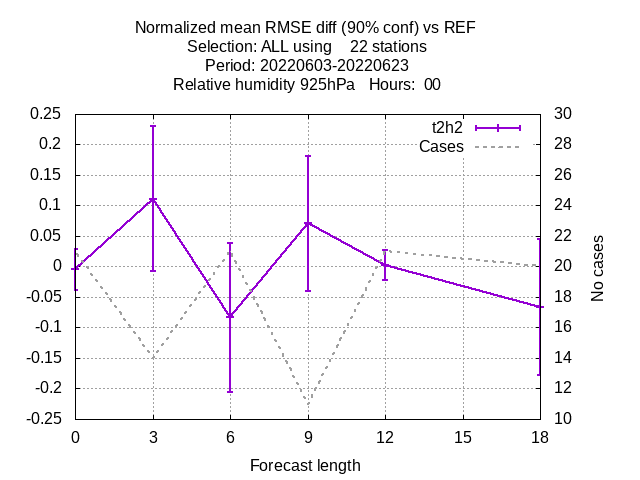 Normalized mean RMSE diff (90% conf) vs REF
Selection: ALL using    22 stations
Period: 20220603-20220623
Relative humidity 925hPa   Hours:  00
t2h2
Cases
0.25
0.2
0.15
0.1
0.05
0
-0.05
-0.1
-0.15
-0.2
-0.25
30
28
26
24
22
20
18
16
14
12
10
No cases
0 3 6 9 12 15 18
Forecast length